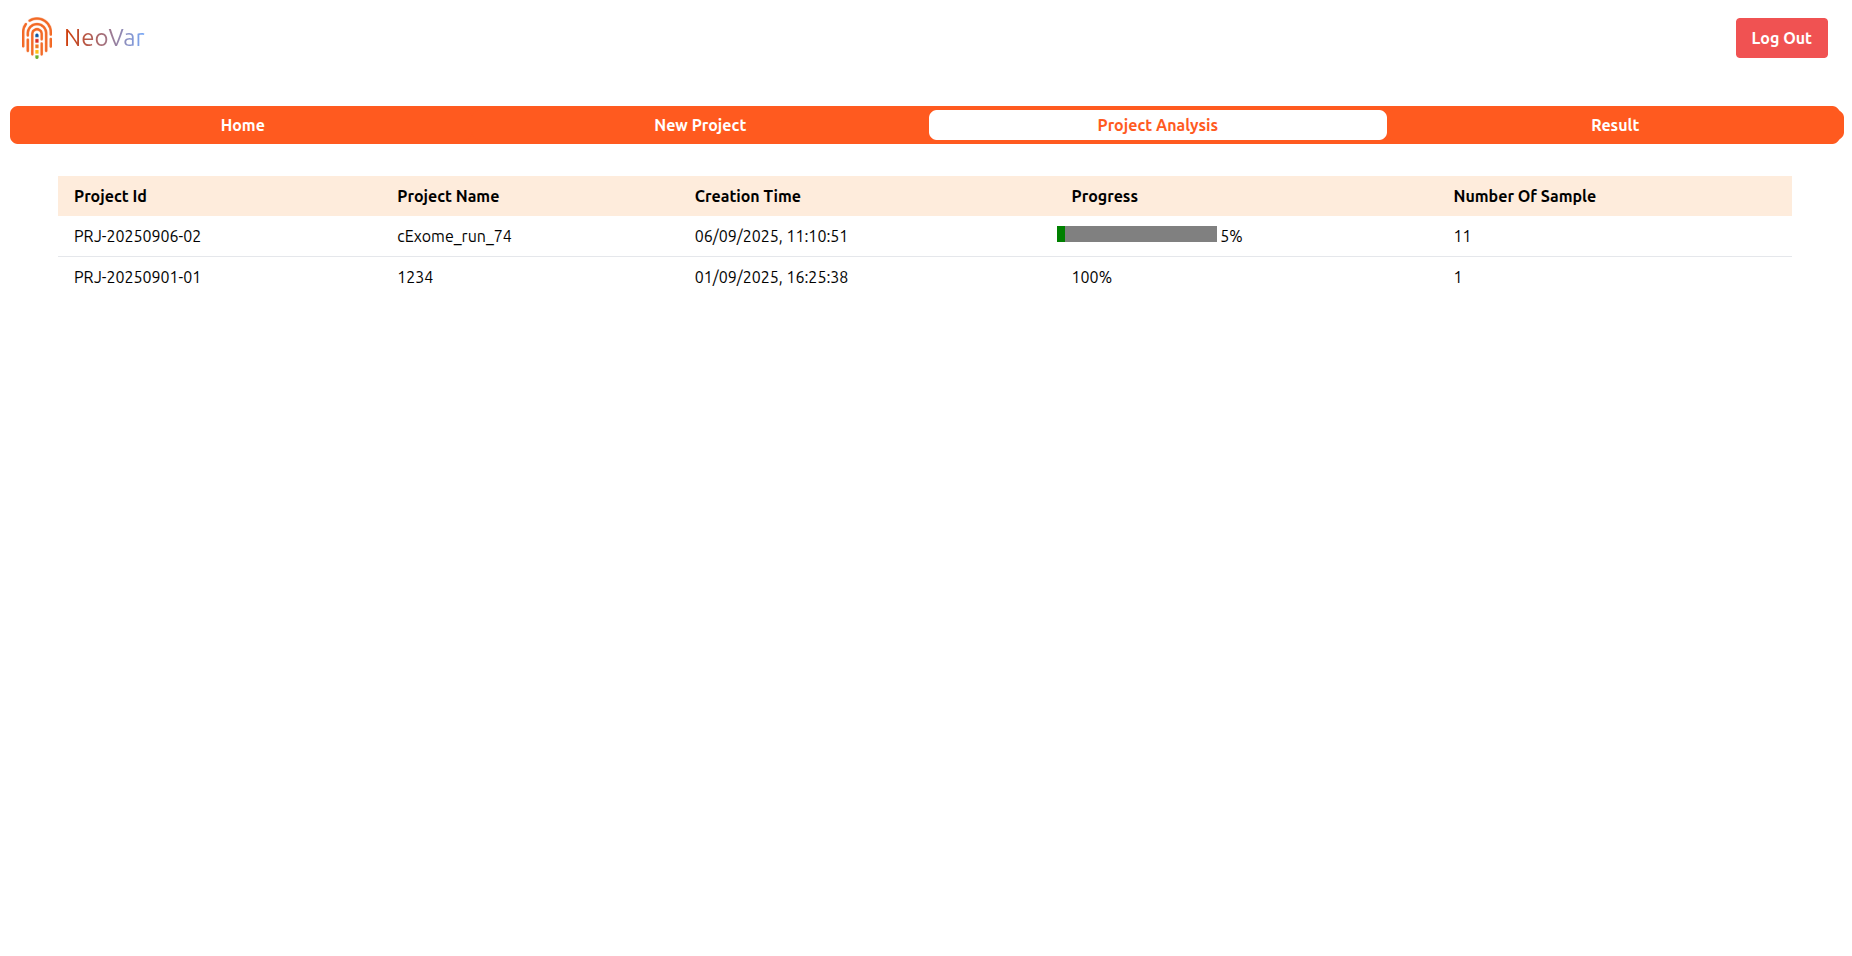 NeoVar
Log Out
Home New Project Project Analysis Result
Project Id Project Name Creation Time Progress Number Of Sample
PRJ-20250906-02 cExome_run_74 06/09/2025, 11:10:51 5% 11
PRJ-20250901-01 1234 01/09/2025, 16:25:38 100% 1